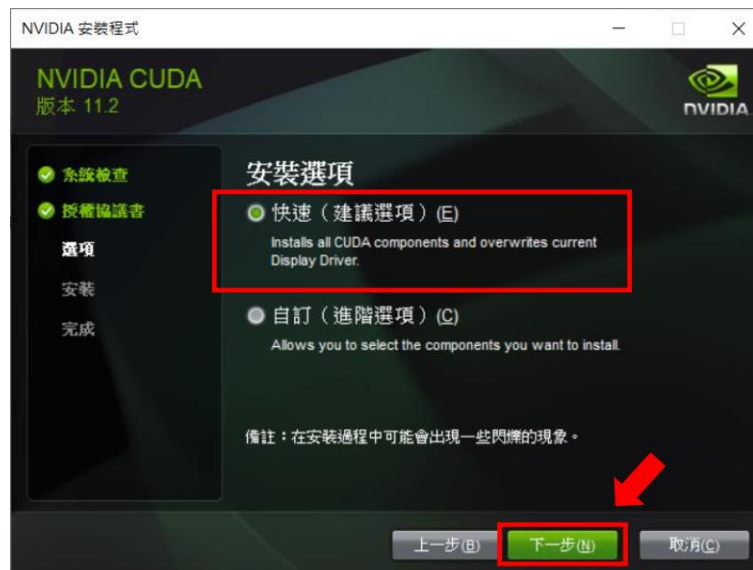 NVIDIA 安裝程式
NVIDIA CUDA
版本 11.2
NVIDIA.
系統檢查
授權協議書
選項
安裝
完成
安裝選項
快速（建議選項）(E)
Installs all CUDA components and overwrites current
Display Driver.
自訂（進階選項）(C)
Allows you to select the components you want to install.
備註：在安裝過程中可能會出現一些閃爍的現象。
上一步(B)
下一步(N)
取消(C)